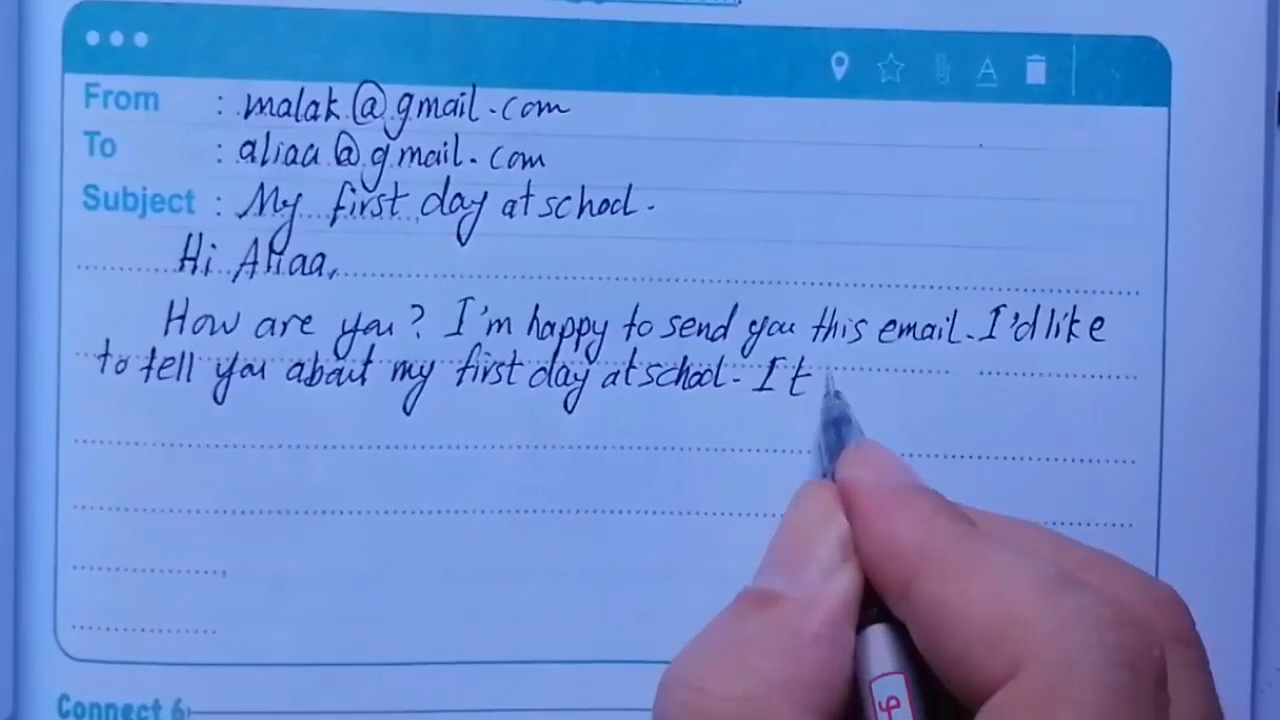 From : malak@gmail.com
To : aliaa@gmail.com
Subject : My first day at school.
Hi Aliaa,
How are you? I'm happy to send you this email. I'd like
to tell you about my first day at school. I t
Connect 6